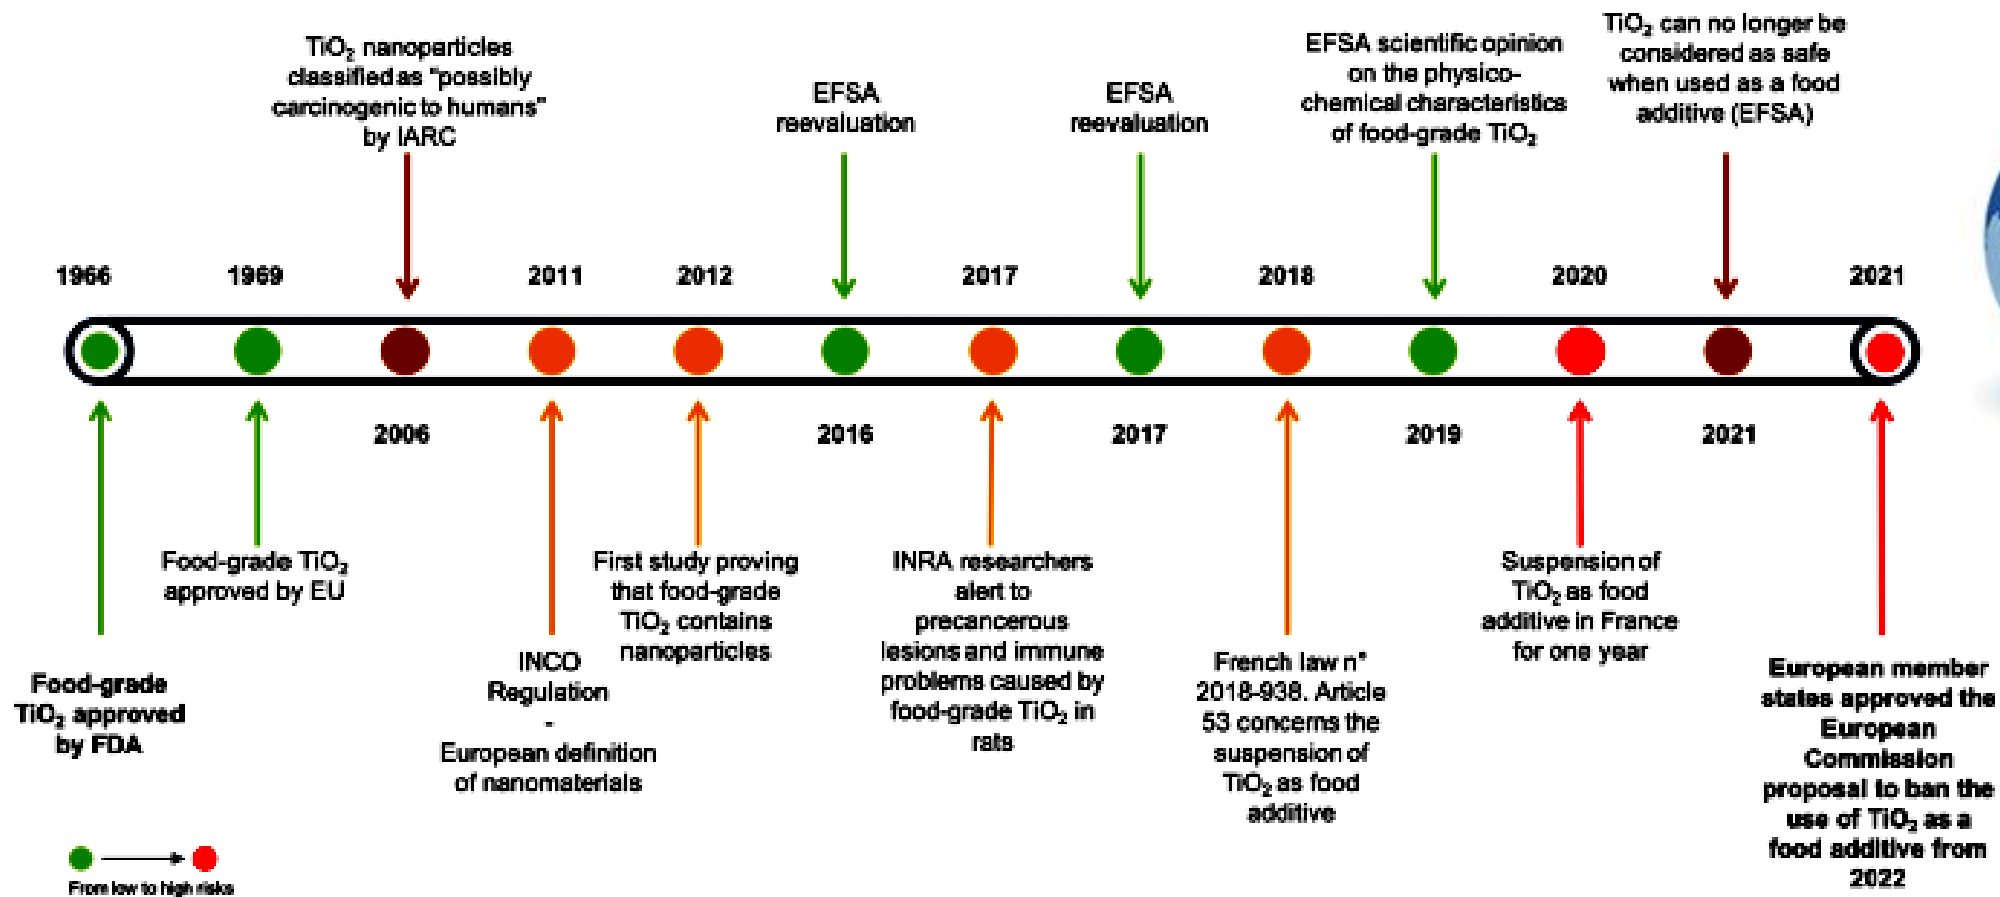 TiO₂ nanoparticles
classified as "possibly
carcinogenic to humans"
by IARC
EFSA
reevaluation
EFSA
reevaluation
EFSA scientific opinion
on the physico-
chemical characteristics
of food-grade TiO₂
TiO₂ can no longer be
considered as safe
when used as a food
additive (EFSA)
1966
1969
2011
2012
2017
2018
2020
2021
2006
2016
2017
2019
2021
Food-grade
TiO₂ approved
by FDA
Food-grade TiO₂
approved by EU
INCO
Regulation
-
European definition
of nanomaterials
First study proving
that food-grade
TiO₂ contains
nanoparticles
INRA researchers
alert to
precancerous
lesions and immune
problems caused by
food-grade TiO₂ in
rats
French law n°
2018-938. Article
53 concerns the
suspension of
TiO₂ as food
additive
Suspension of
TiO₂ as food
additive in France
for one year
European member
states approved the
European
Commission
proposal to ban the
use of TiO₂ as a
food additive from
2022
From low to high risks